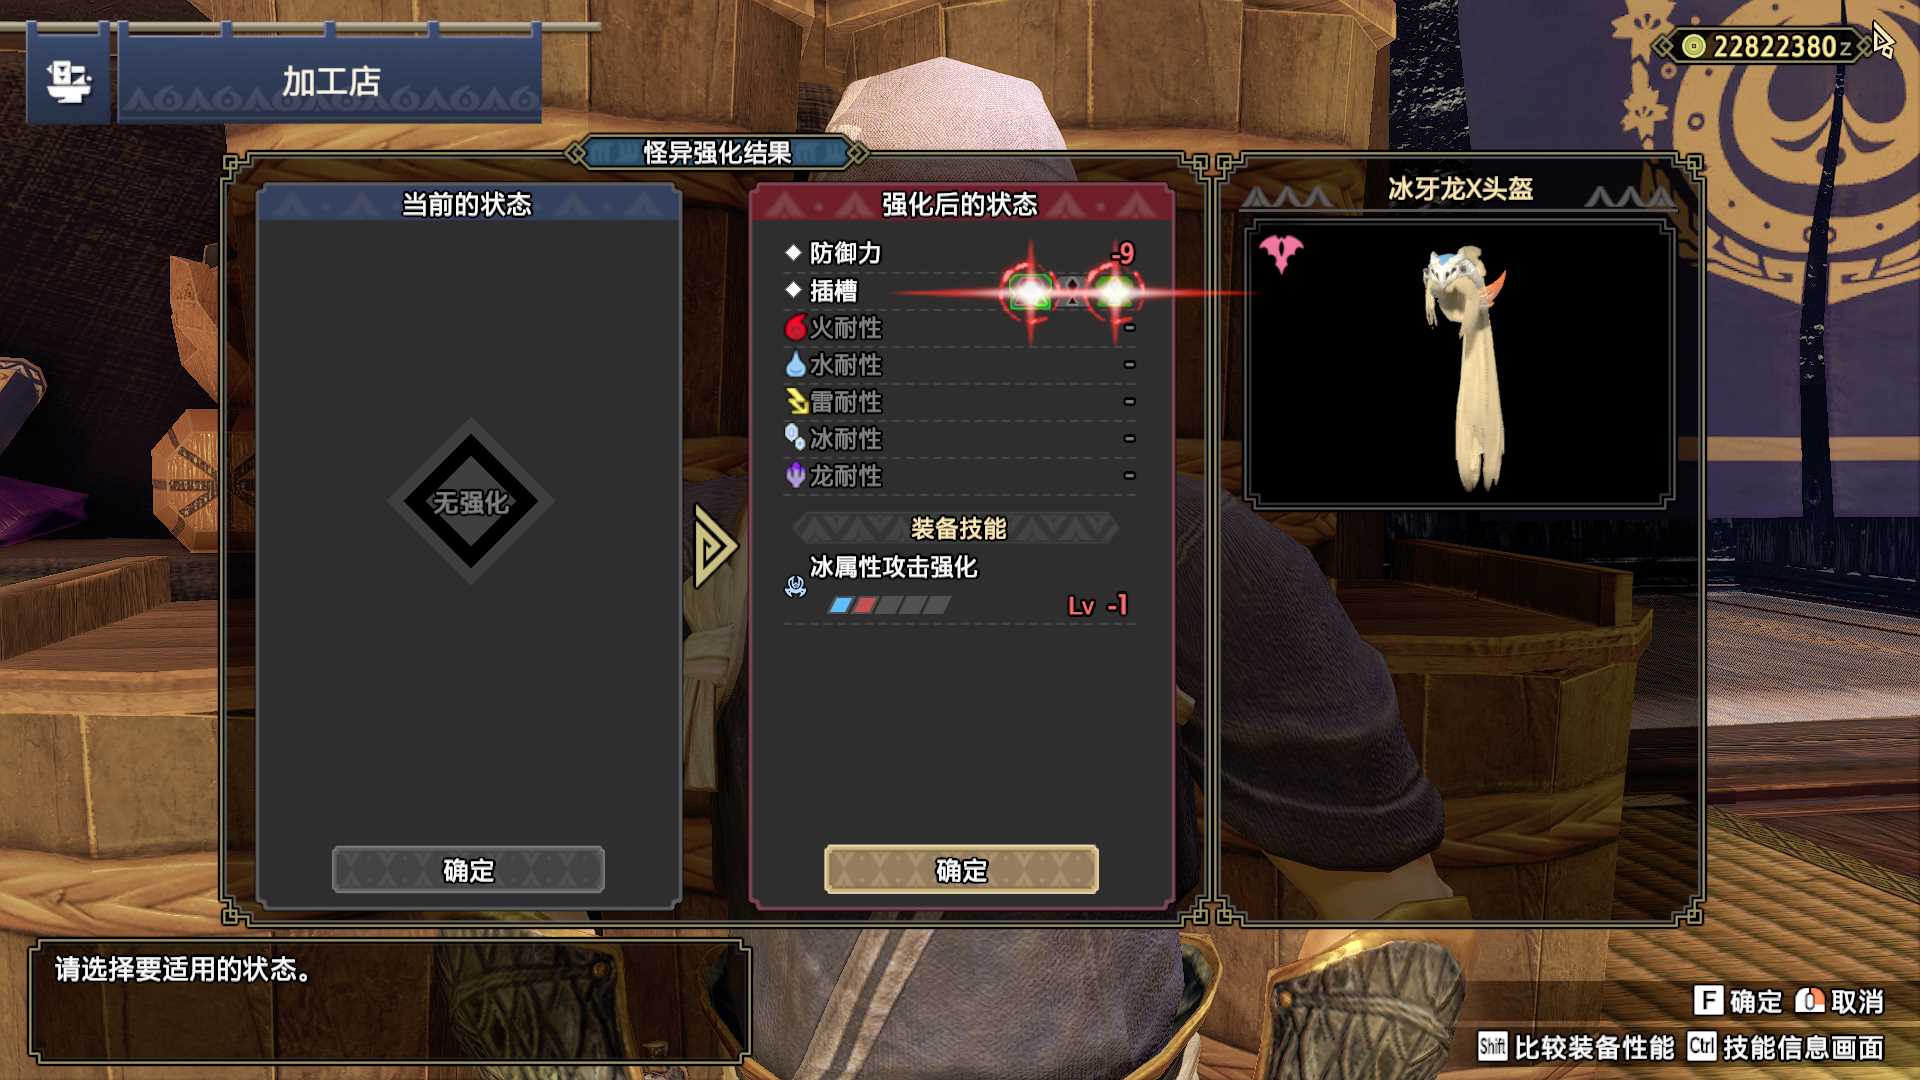 加工店
22822380z
怪异强化结果
当前的状态
无强化
确定
强化后的状态
防御力 -9
插槽
火耐性 -
水耐性 -
雷耐性 -
冰耐性 -
龙耐性 -
装备技能
冰属性攻击强化
Lv -1
确定
冰牙龙X头盔
请选择要适用的状态。
F 确定 取消
Shift 比较装备性能 Ctrl 技能信息画面